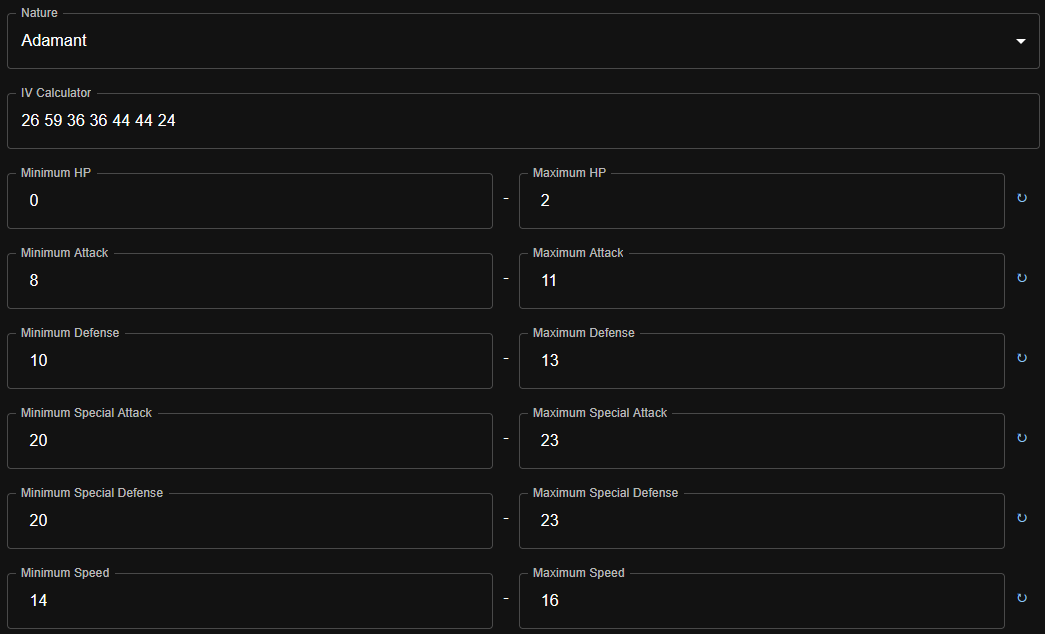 Nature
Adamant
IV Calculator
26 59 36 36 44 44 24
Minimum HP
0
-
Maximum HP
2
Minimum Attack
8
-
Maximum Attack
11
Minimum Defense
10
-
Maximum Defense
13
Minimum Special Attack
20
-
Maximum Special Attack
23
Minimum Special Defense
20
-
Maximum Special Defense
23
Minimum Speed
14
-
Maximum Speed
16